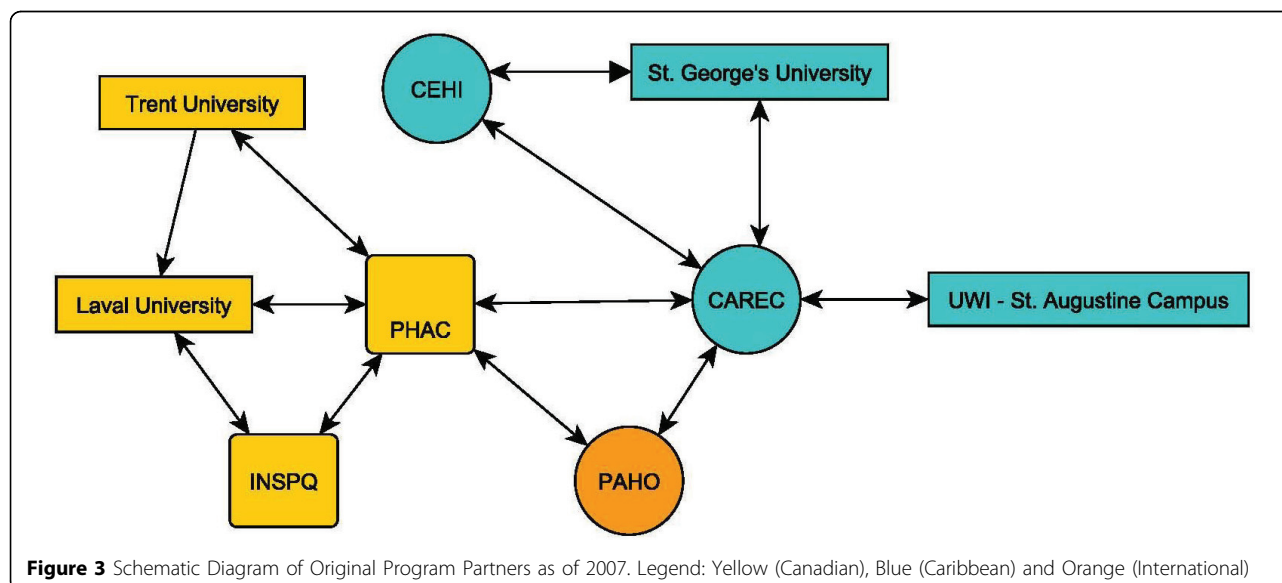 CEHI
St. George's University
Trent University
Laval University
PHAC
CAREC
UWI - St. Augustine Campus
INSPQ
PAHO
Figure 3 Schematic Diagram of Original Program Partners as of 2007. Legend: Yellow (Canadian), Blue (Caribbean) and Orange (International)